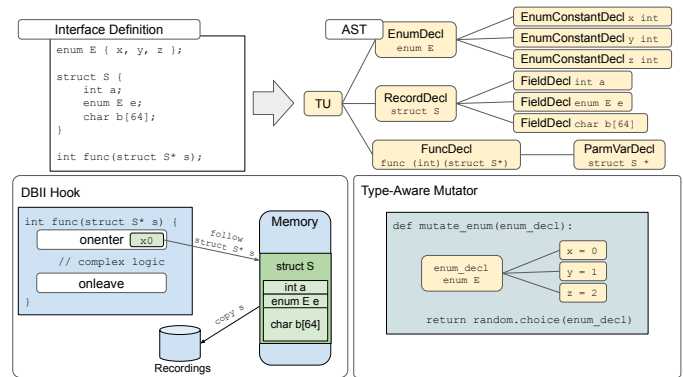 Interface Definition
enum E { x, y, z };
struct S {
int a;
enum E e;
char b[64];
}
int func(struct S* s);
AST
TU
EnumDecl
enum E
EnumConstantDecl x int
EnumConstantDecl y int
EnumConstantDecl z int
RecordDecl
struct S
FieldDecl int a
FieldDecl enum E e
FieldDecl char b[64]
FuncDecl
func (int)(struct S*)
ParmVarDecl
struct S *
DBII Hook
int func(struct S* s) {
onenter x0
// complex logic
onleave
}
follow
struct S* s
Memory
struct S
int a
enum E e
char b[64]
copy s
Recordings
Type-Aware Mutator
def mutate_enum(enum_decl):
enum_decl
enum E
x = 0
y = 1
z = 2
return random.choice(enum_decl)